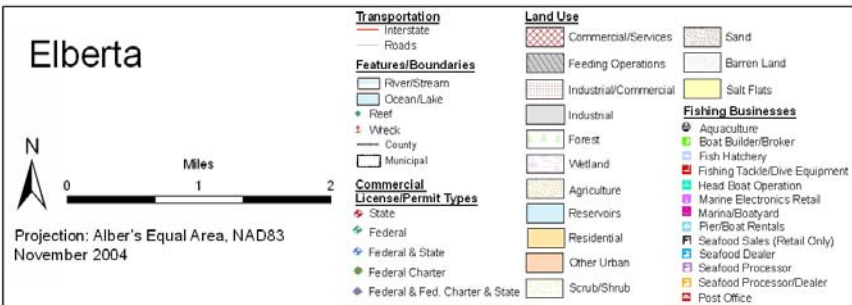 Elberta
N
Miles
0 1 2
Projection: Alber's Equal Area, NAD83
November 2004
Transportation
Interstate
Roads
Features/Boundaries
River/Stream
Ocean/Lake
Reef
Wreck
County
Municipal
Commercial
License/Permit Types
State
Federal
Federal & State
Federal Charter
Federal & Fed. Charter & State
Land Use
Commercial/Services
Feeding Operations
Industrial/Commercial
Industrial
Forest
Wetland
Agriculture
Reservoirs
Residential
Other Urban
Scrub/Shrub
Sand
Barren Land
Salt Flats
Fishing Businesses
Aquaculture
Boat Builder/Broker
Fish Hatchery
Fishing Tackle/Dive Equipment
Head Boat Operation
Marine Electronics Retail
Marina/Boatyard
Pier/Boat Rentals
Seafood Sales (Retail Only)
Seafood Dealer
Seafood Processor
Seafood Processor/Dealer
Post Office